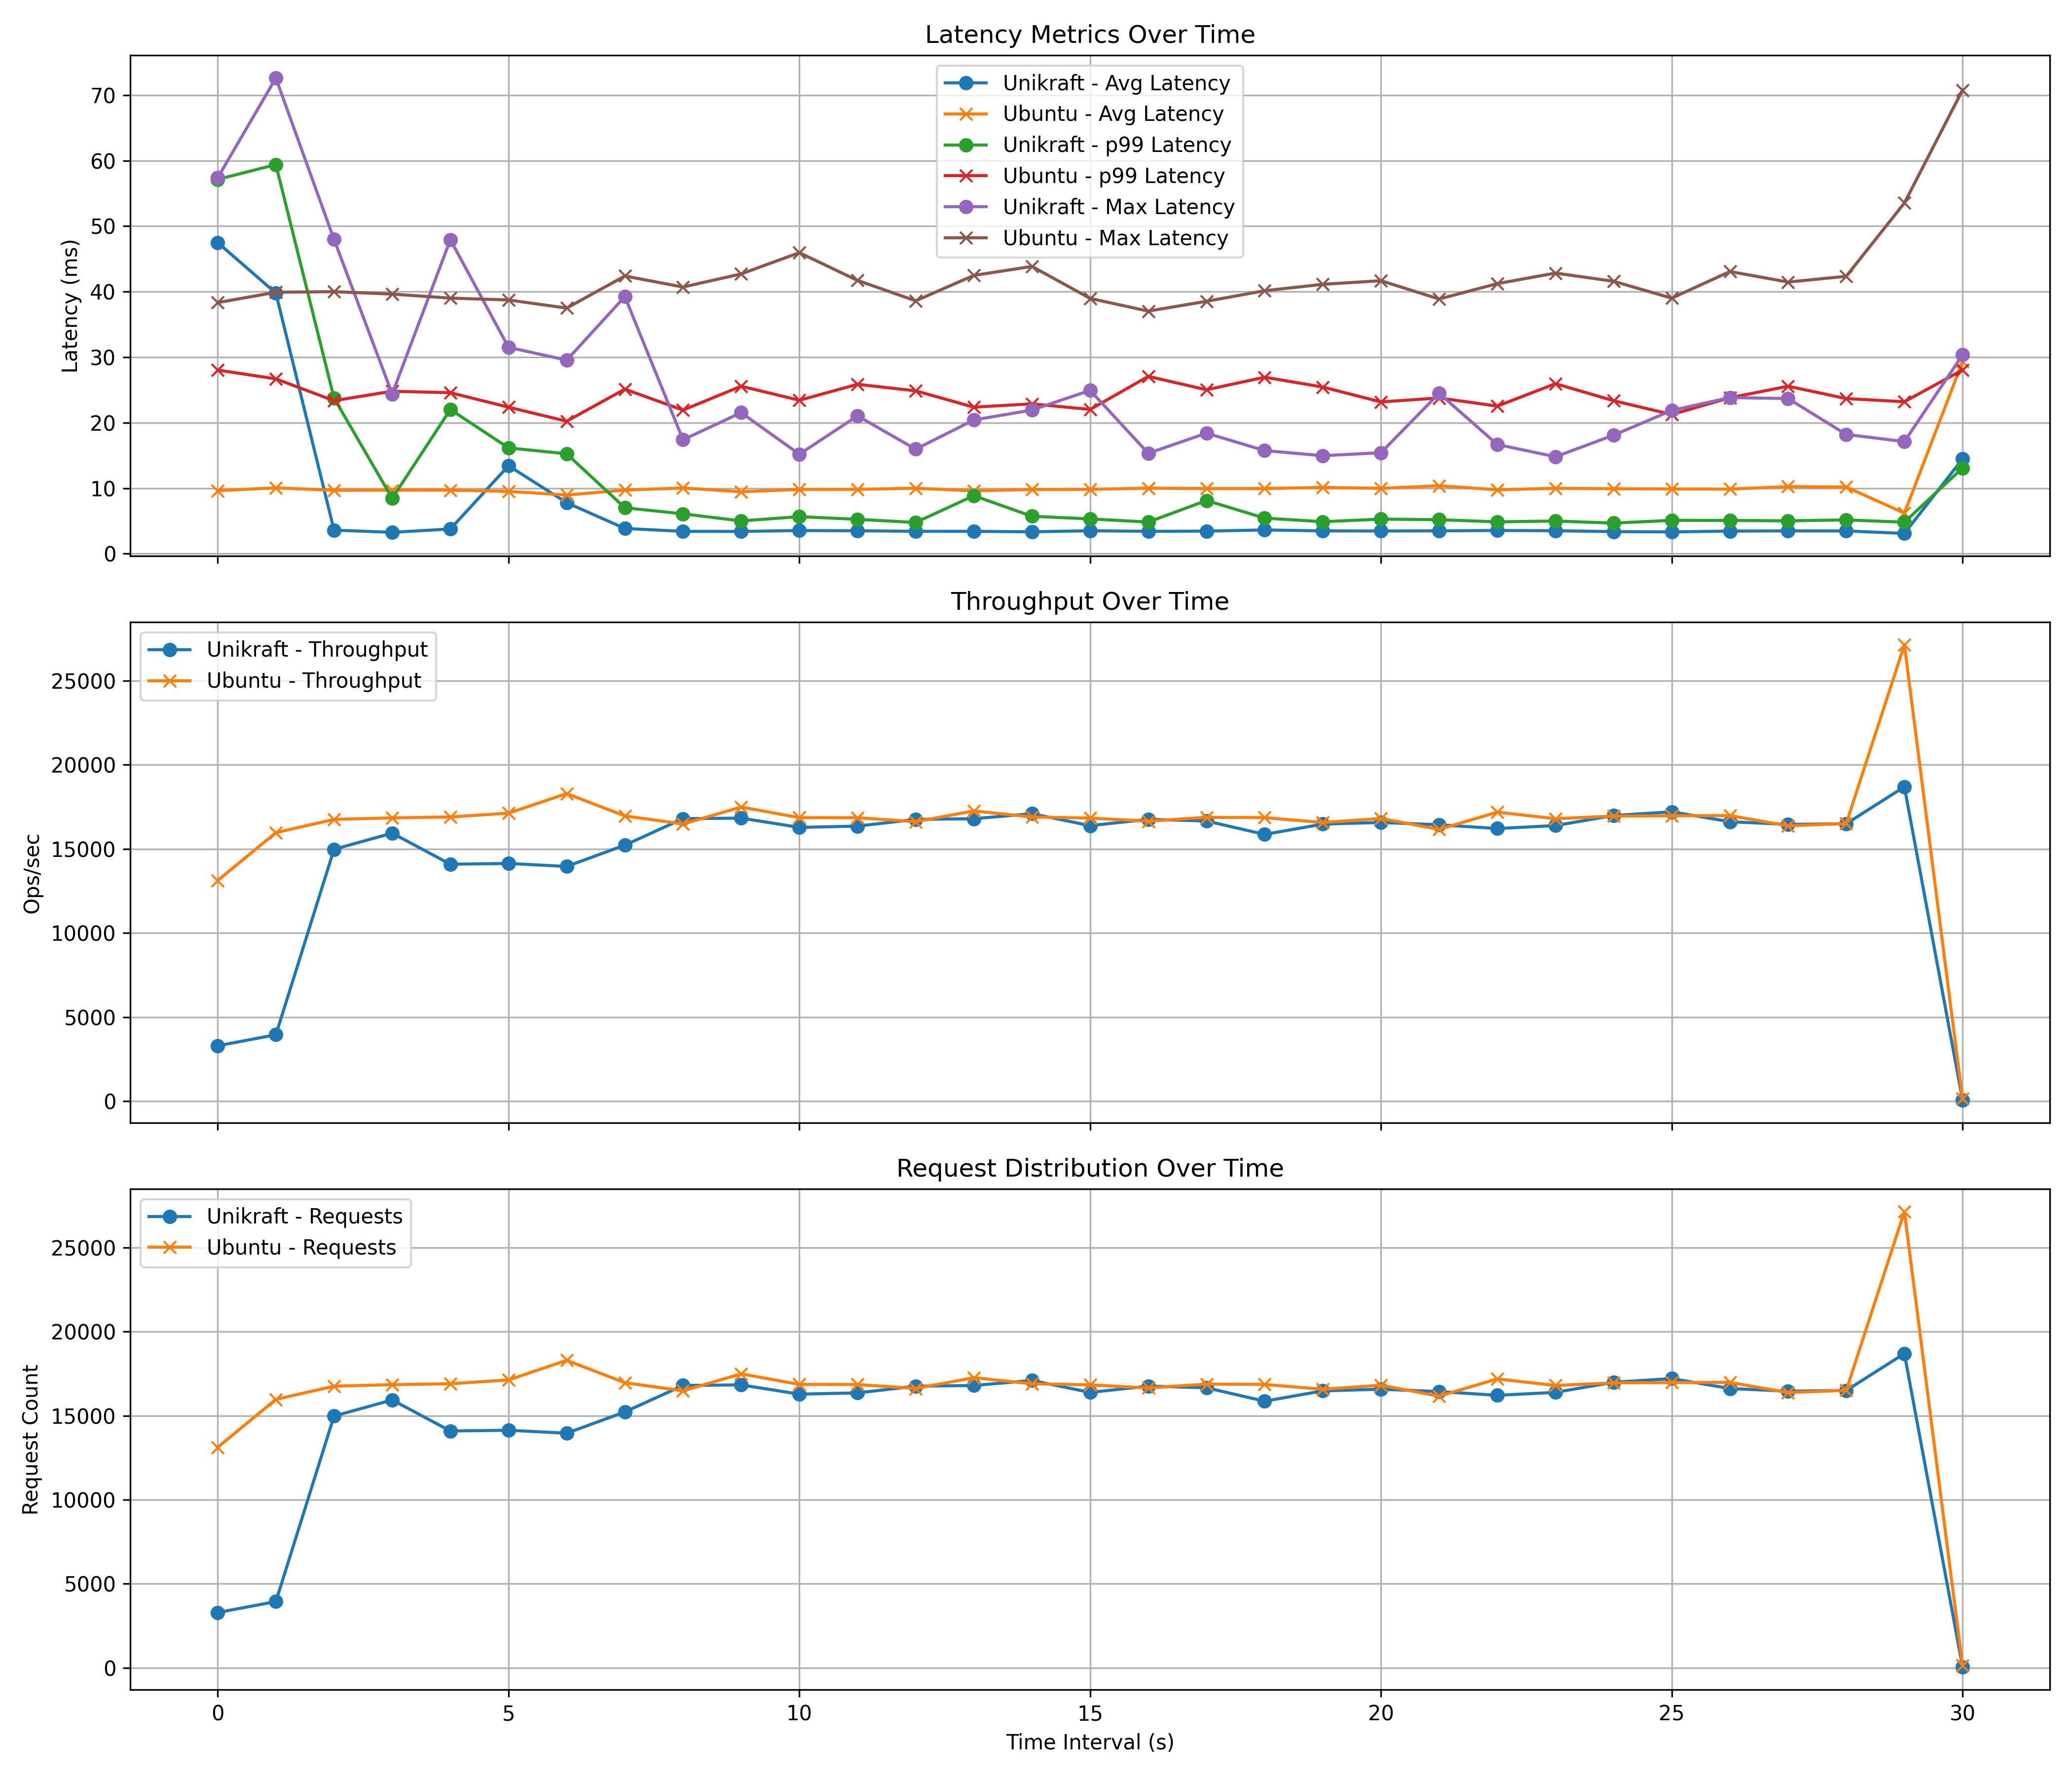 Latency Metrics Over Time
Latency (ms)
70
60
50
40
30
20
10
0
Unikraft - Avg Latency
Ubuntu - Avg Latency
Unikraft - p99 Latency
Ubuntu - p99 Latency
Unikraft - Max Latency
Ubuntu - Max Latency
Throughput Over Time
Ops/sec
25000
20000
15000
10000
5000
0
Unikraft - Throughput
Ubuntu - Throughput
Request Distribution Over Time
Request Count
25000
20000
15000
10000
5000
0
Unikraft - Requests
Ubuntu - Requests
0 5 10 15 20 25 30
Time Interval (s)